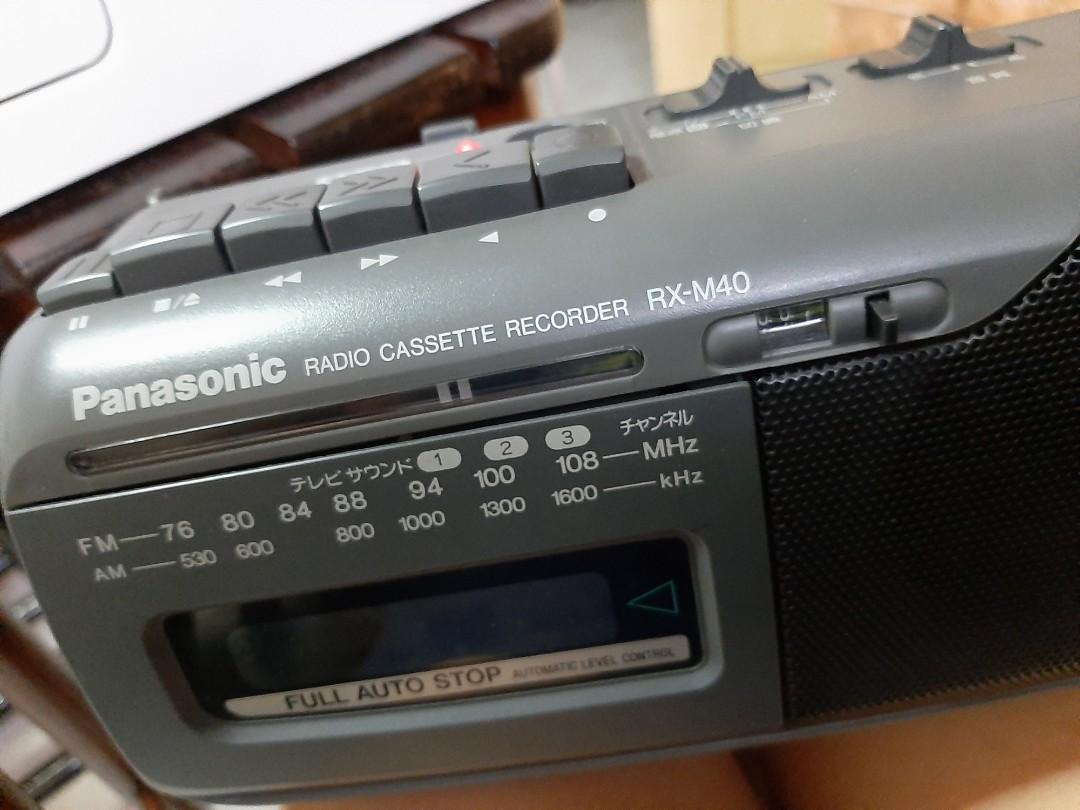 Panasonic RADIO CASSETTE RECORDER RX-M40
テレビサウンド 1 2 3 チャンネル
FM 76 80 84 88 94 100 108 MHz
AM 530 600 800 1000 1300 1600 kHz
FULL AUTO STOP AUTOMATIC LEVEL CONTROL